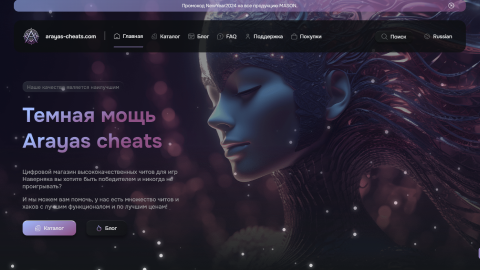 Промокод NewYear2024 на всю продукцию MASON.
arayas-cheats.com
Главная
Каталог
Блог
FAQ
Поддержка
Покупки
Поиск
Russian
Наше качество является наилучшим
Темная мощь
Arayas cheats
Цифровой магазин высококачественных читов для игр
Наверняка вы хотите быть победителем и никогда не
проигрывать?
И мы можем вам помочь, у нас есть множество читов и
хаков с лучшим функционалом и по лучшим ценам!
Каталог
Блог